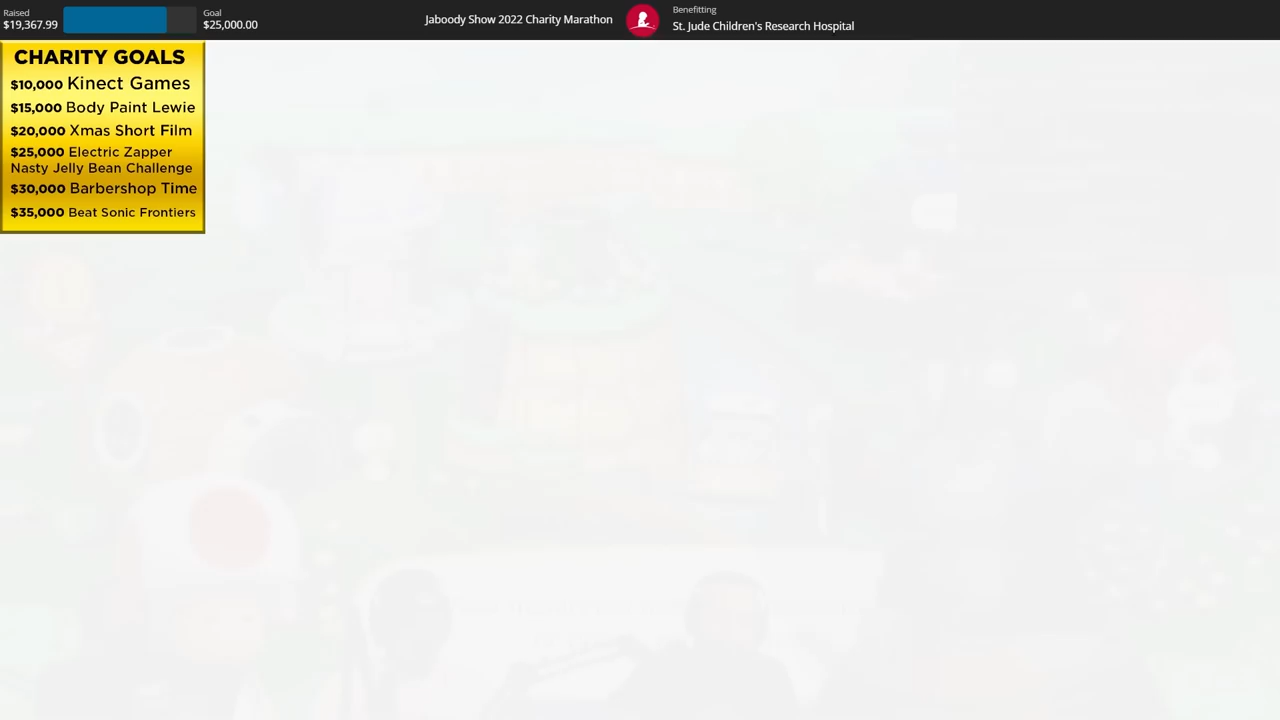 Raised
$19,367.99
Goal
$25,000.00
Jaboody Show 2022 Charity Marathon
Benefitting
St. Jude Children's Research Hospital
CHARITY GOALS
$10,000 Kinect Games
$15,000 Body Paint Lewie
$20,000 Xmas Short Film
$25,000 Electric Zapper
Nasty Jelly Bean Challenge
$30,000 Barbershop Time
$35,000 Beat Sonic Frontiers